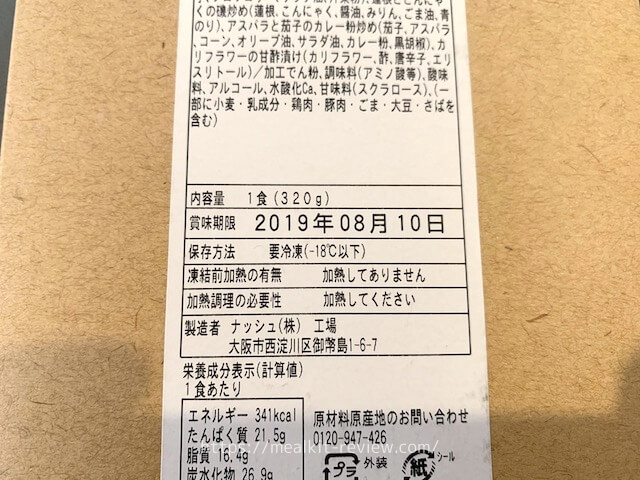 くの磯炒め(蓮根、こんにゃく、醤油、みりん、ごま油、青
のり)、アスパラと茄子のカレー粉炒め(茄子、アスパラ
、コーン、オリーブ油、サラダ油、カレー粉、黒胡椒)、カ
リフラワーの甘酢漬け(カリフラワー、酢、唐辛子、エリ
スリトール)／加工でん粉、調味料(アミノ酸等)、酸味
料、アルコール、水酸化Ca、甘味料(スクラロース)、(一
部に小麦・乳成分・鶏肉・豚肉・ごま・大豆・さばを
含む)
内容量 1食(320g)
賞味期限 2019年08月10日
保存方法 要冷凍(-18℃以下)
凍結前加熱の有無 加熱してありません
加熱調理の必要性 加熱してください
製造者 ナッシュ(株) 工場
大阪市西淀川区御幣島1-6-7
栄養成分表示(計算値)
1食あたり
エネルギー 341kcal
たんぱく質 21.5g
脂質 16.4g
炭水化物 26.9g
原材料原産地のお問い合わせ
0120-947-426
プラ 外装
紙 シール
https://mealkit-review.com/